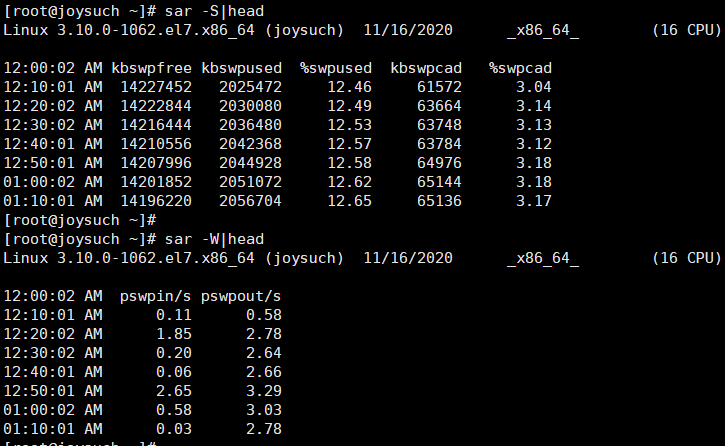 [root@joysuch ~]# sar -S|head
Linux 3.10.0-1062.el7.x86_64 (joysuch)  11/16/2020      _x86_64_        (16 CPU)
12:00:02 AM kbswpfree kbswpused  %swpused  kbswpcad   %swpcad
12:10:01 AM  14227452   2025472     12.46     61572      3.04
12:20:02 AM  14222844   2030080     12.49     63664      3.14
12:30:02 AM  14216444   2036480     12.53     63748      3.13
12:40:01 AM  14210556   2042368     12.57     63784      3.12
12:50:01 AM  14207996   2044928     12.58     64976      3.18
01:00:02 AM  14201852   2051072     12.62     65144      3.18
01:10:01 AM  14196220   2056704     12.65     65136      3.17
[root@joysuch ~]#
[root@joysuch ~]# sar -W|head
Linux 3.10.0-1062.el7.x86_64 (joysuch)  11/16/2020      _x86_64_        (16 CPU)
12:00:02 AM  pswpin/s pswpout/s
12:10:01 AM      0.11      0.58
12:20:02 AM      1.85      2.78
12:30:02 AM      0.20      2.64
12:40:01 AM      0.06      2.66
12:50:01 AM      2.65      3.29
01:00:02 AM      0.58      3.03
01:10:01 AM      0.03      2.78
[root@joysuch ~]#